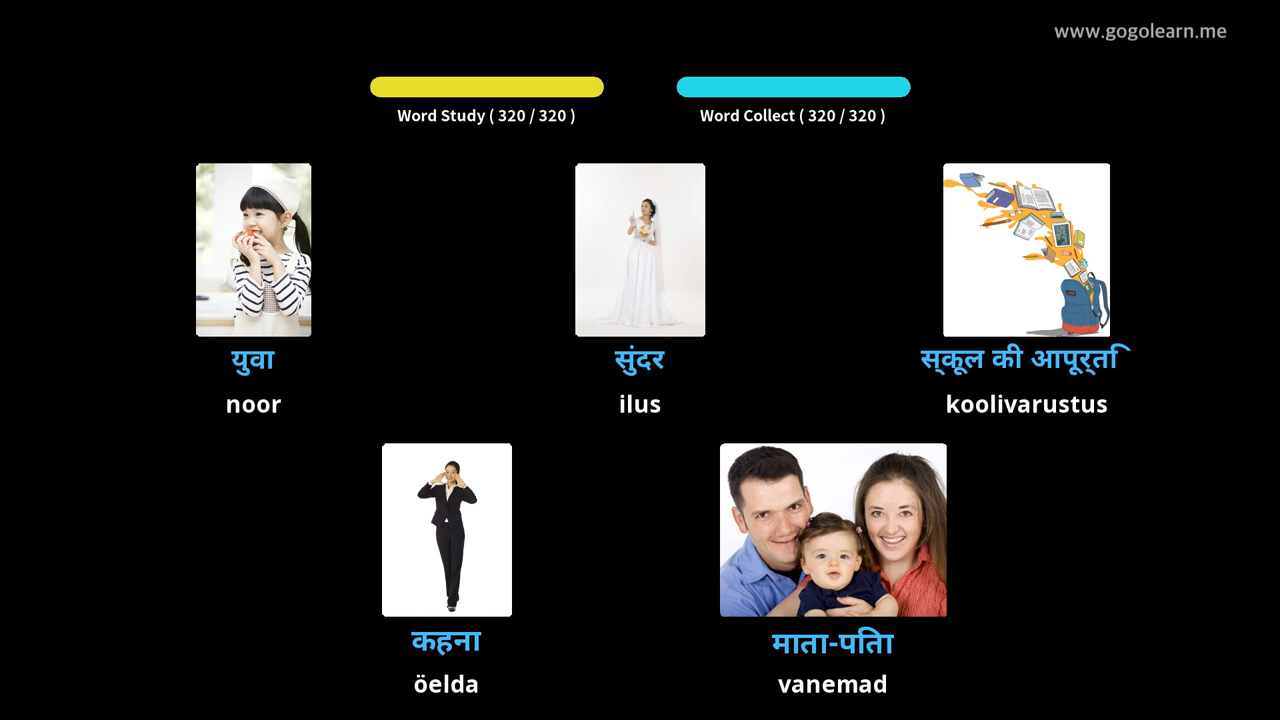 www.gogolearn.me
Word Study ( 320 / 320 )
Word Collect ( 320 / 320 )
युवा
सुंदर
स्कूल की आपूर्ति
noor
ilus
koolivarustus
कहना
माता-पिता
öelda
vanemad